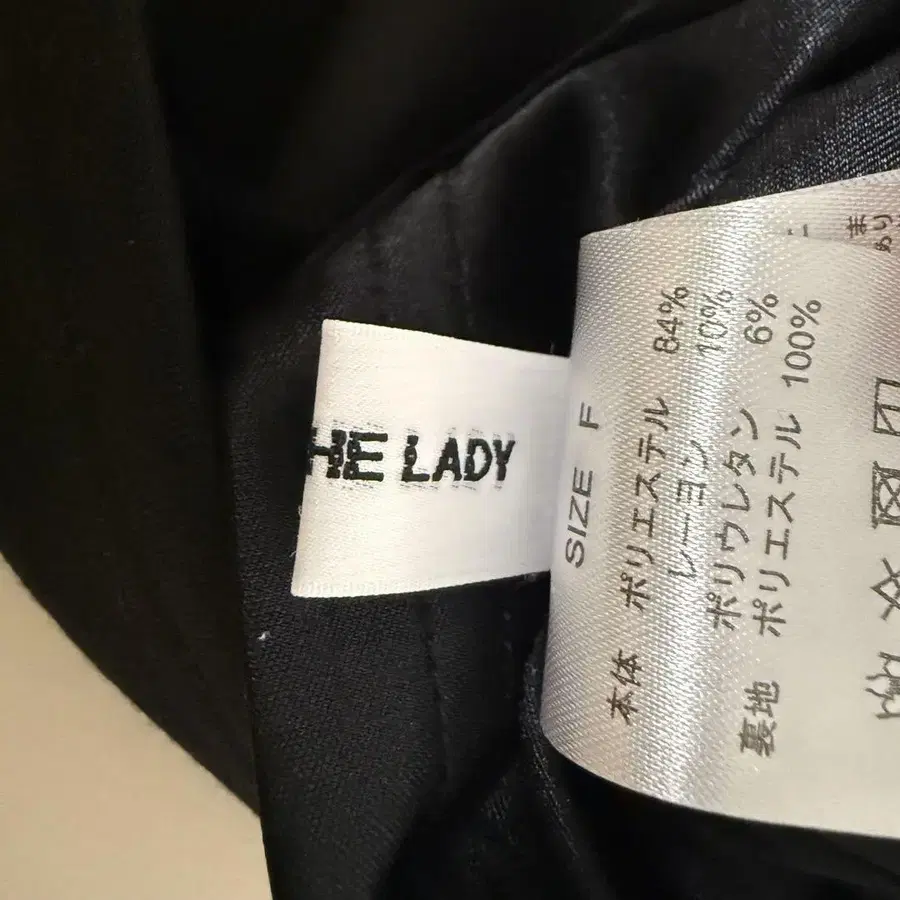 HE LADY
SIZE F
本体 ポリエステル 84%
レーヨン 10%
ポリウレタン 6%
裏地 ポリエステル 100%